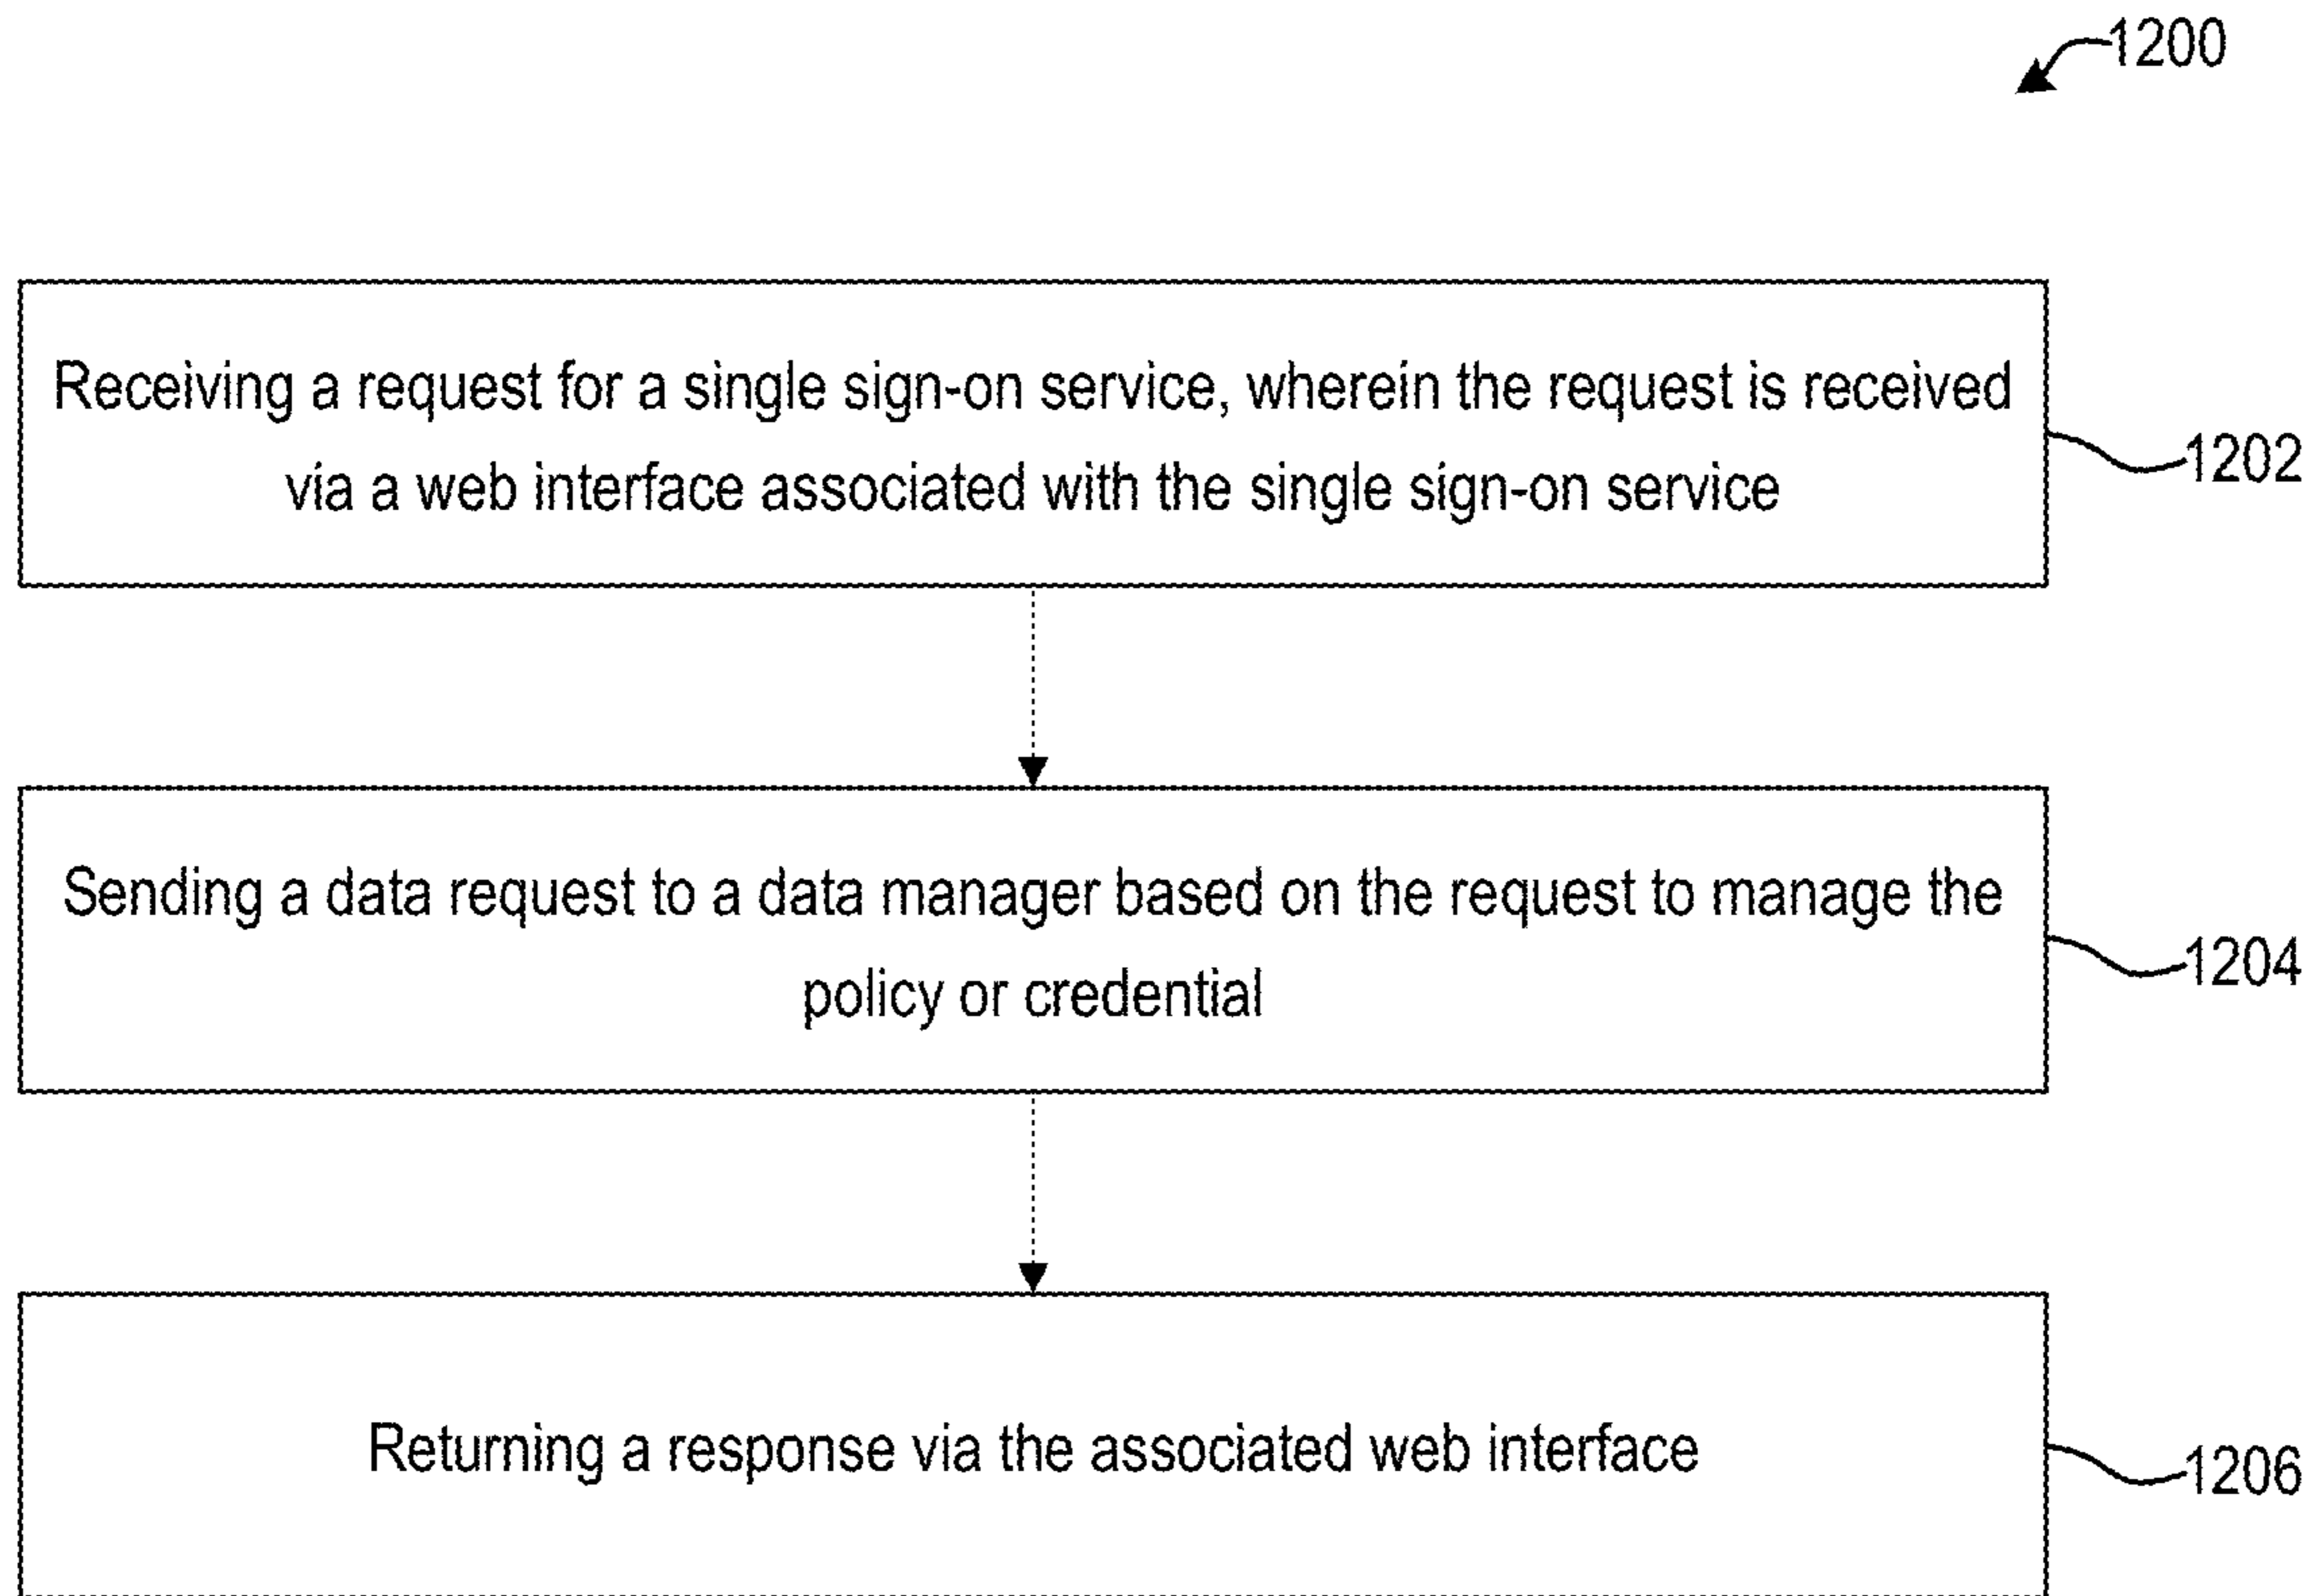 1200
Receiving a request for a single sign-on service, wherein the request is received
via a web interface associated with the single sign-on service
1202
Sending a data request to a data manager based on the request to manage the
policy or credential
1204
Returning a response via the associated web interface
1206